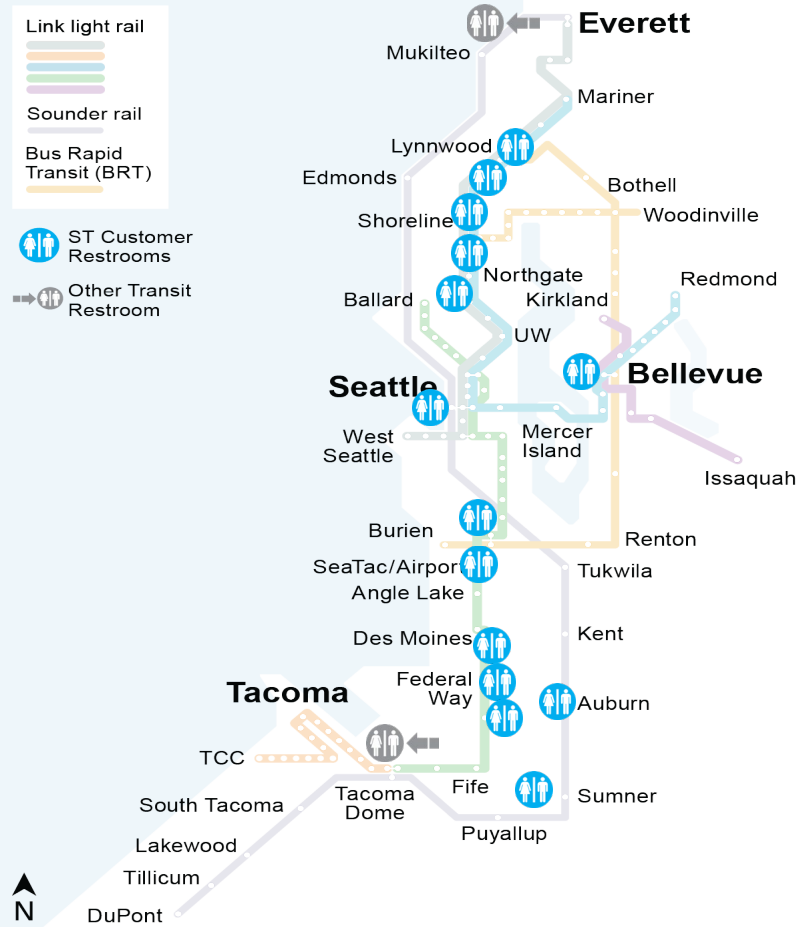 Link light rail
Sounder rail
Bus Rapid
Transit (BRT)
ST Customer
Restrooms
Other Transit
Restroom
Everett
Mukilteo
Mariner
Lynnwood
Edmonds
Bothell
Shoreline
Woodinville
Northgate
Redmond
Ballard
Kirkland
UW
Seattle
Bellevue
West
Seattle
Mercer
Island
Issaquah
Burien
Renton
SeaTac/Airport
Tukwila
Angle Lake
Des Moines
Kent
Federal
Way
Tacoma
Auburn
TCC
Fife
Tacoma
Dome
Sumner
South Tacoma
Puyallup
Lakewood
Tillicum
DuPont
N